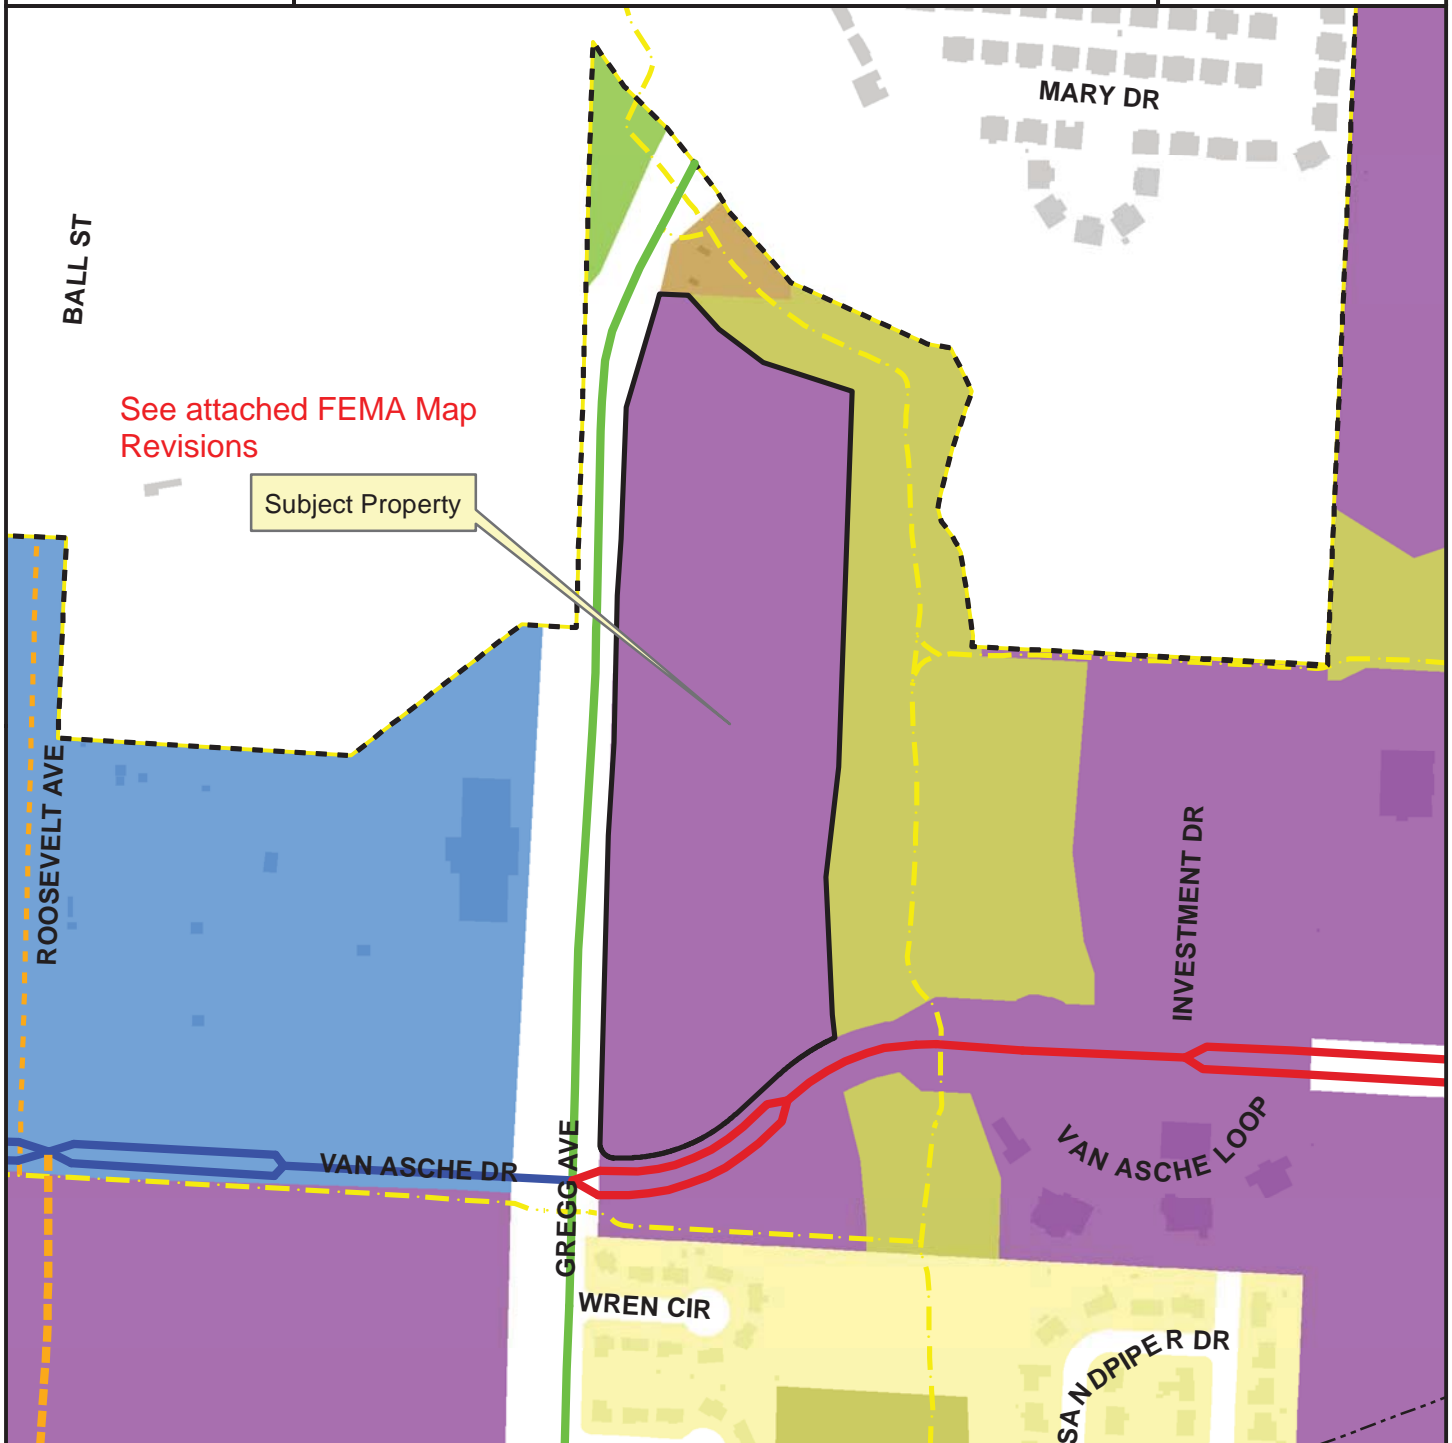 MARY DR
BALL ST
See attached FEMA Map
Revisions
Subject Property
ROOSEVELT AVE
INVESTMENT DR
VAN ASCHE LOOP
VAN ASCHE DR
GREGG AVE
WREN CIR
SANDPIPER DR